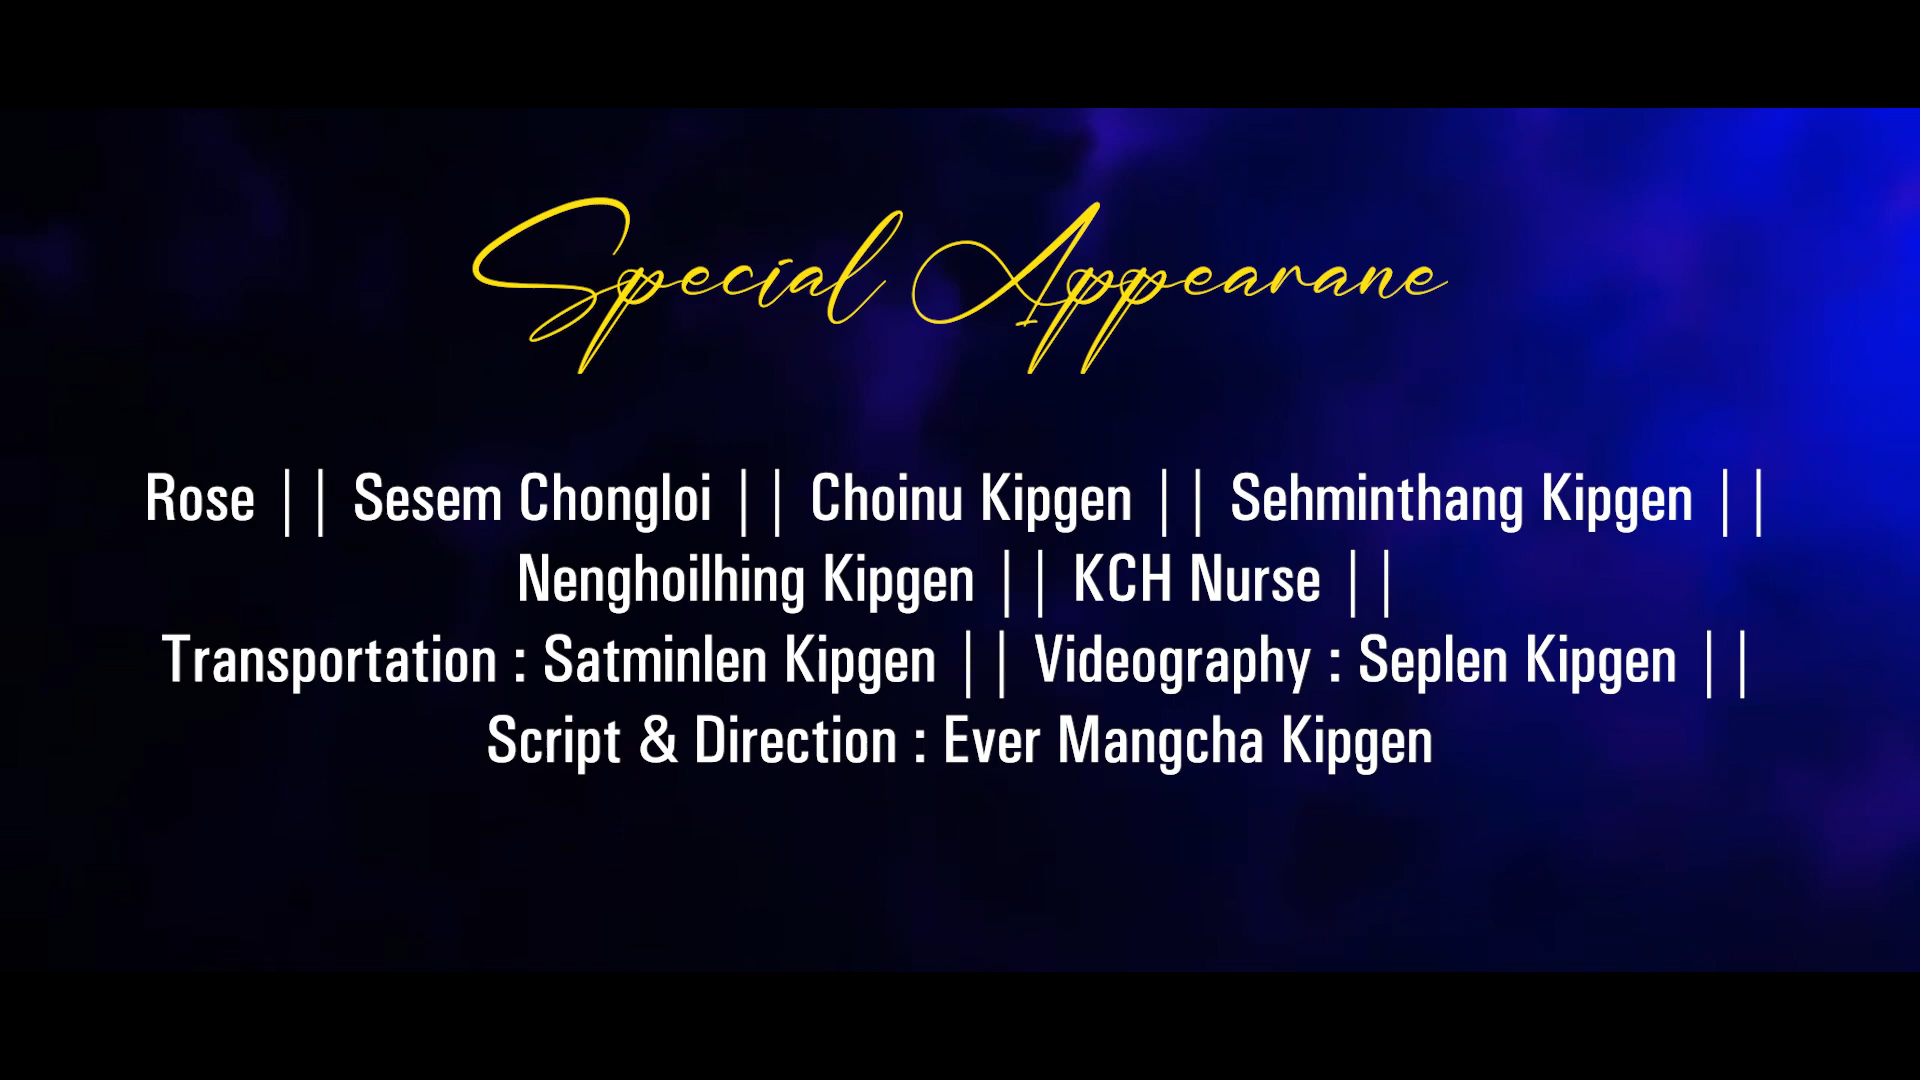 Special Appearane
Rose || Sesem Chongloi || Choinu Kipgen || Sehminthang Kipgen ||
Nenghoilhing Kipgen || KCH Nurse ||
Transportation : Satminlen Kipgen || Videography : Seplen Kipgen ||
Script & Direction : Ever Mangcha Kipgen